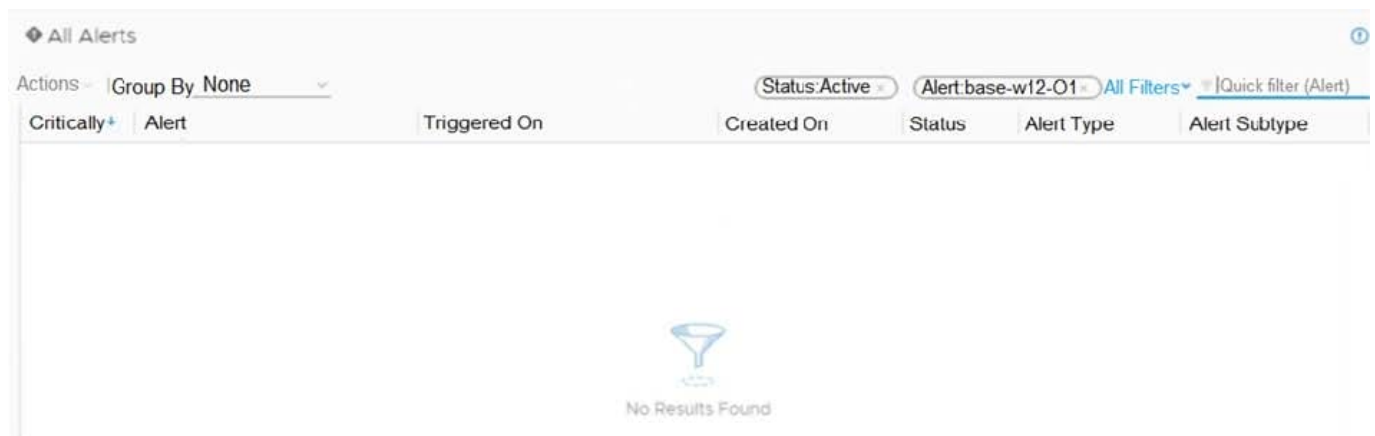 All Alerts
Actions Group By None Status:Active × Alert:base-w12-O1 × All Filters Quick filter (Alert)
Critically Alert Triggered On Created On Status Alert Type Alert Subtype
No Results Found